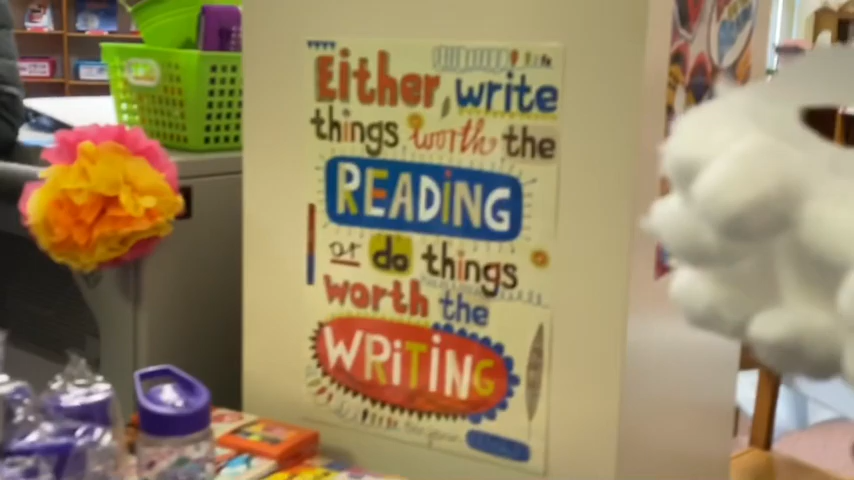 Either, write
things worth the
READING
or do things
worth the
WRITING